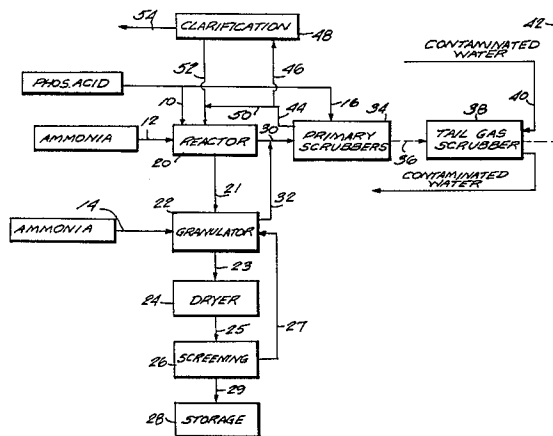 54
CLARIFICATION
48
42
52
46
CONTAMINATED
WATER
PHOS. ACID
10
50
44
16
34
38
40
AMMONIA
12
REACTOR
20
30
PRIMARY
SCRUBBERS
36
TAIL GAS
SCRUBBER
21
32
CONTAMINATED
WATER
14
22
AMMONIA
GRANULATOR
23
24
DRYER
27
25
26
SCREENING
29
28
STORAGE